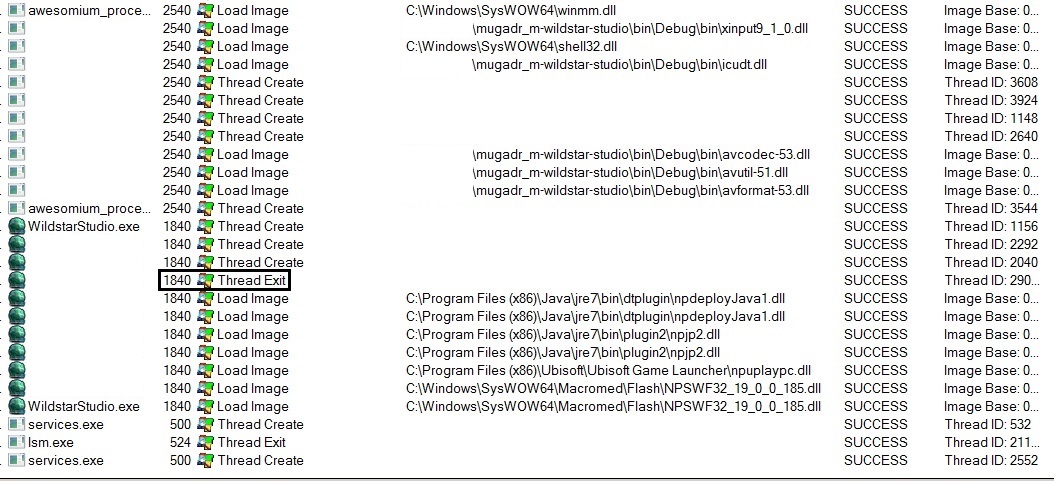 awesomium_proce... 2540 Load Image C:\Windows\SysWOW64\winmm.dll SUCCESS Image Base: 0...
2540 Load Image \mugadr_m-wildstar-studio\bin\Debug\bin\xinput9_1_0.dll SUCCESS Image Base: 0...
2540 Load Image C:\Windows\SysWOW64\shell32.dll SUCCESS Image Base: 0...
2540 Load Image \mugadr_m-wildstar-studio\bin\Debug\bin\icudt.dll SUCCESS Image Base: 0...
2540 Thread Create SUCCESS Thread ID: 3608
2540 Thread Create SUCCESS Thread ID: 3924
2540 Thread Create SUCCESS Thread ID: 1148
2540 Thread Create SUCCESS Thread ID: 2640
2540 Load Image \mugadr_m-wildstar-studio\bin\Debug\bin\avcodec-53.dll SUCCESS Image Base: 0...
2540 Load Image \mugadr_m-wildstar-studio\bin\Debug\bin\avutil-51.dll SUCCESS Image Base: 0...
2540 Load Image \mugadr_m-wildstar-studio\bin\Debug\bin\avformat-53.dll SUCCESS Image Base: 0...
awesomium_proce... 2540 Thread Create SUCCESS Thread ID: 3544
WildstarStudio.exe 1840 Thread Create SUCCESS Thread ID: 1156
1840 Thread Create SUCCESS Thread ID: 2292
1840 Thread Create SUCCESS Thread ID: 2040
1840 Thread Exit SUCCESS Thread ID: 290...
1840 Load Image C:\Program Files (x86)\Java\jre7\bin\dtplugin\npdeployJava1.dll SUCCESS Image Base: 0...
1840 Load Image C:\Program Files (x86)\Java\jre7\bin\dtplugin\npdeployJava1.dll SUCCESS Image Base: 0...
1840 Load Image C:\Program Files (x86)\Java\jre7\bin\plugin2\npjp2.dll SUCCESS Image Base: 0...
1840 Load Image C:\Program Files (x86)\Java\jre7\bin\plugin2\npjp2.dll SUCCESS Image Base: 0...
1840 Load Image C:\Program Files (x86)\Ubisoft\Ubisoft Game Launcher\npuplaypc.dll SUCCESS Image Base: 0...
1840 Load Image C:\Windows\SysWOW64\Macromed\Flash\NPSWF32_19_0_0_185.dll SUCCESS Image Base: 0...
WildstarStudio.exe 1840 Load Image C:\Windows\SysWOW64\Macromed\Flash\NPSWF32_19_0_0_185.dll SUCCESS Image Base: 0...
services.exe 500 Thread Create SUCCESS Thread ID: 532
lsm.exe 524 Thread Exit SUCCESS Thread ID: 211...
services.exe 500 Thread Create SUCCESS Thread ID: 2552